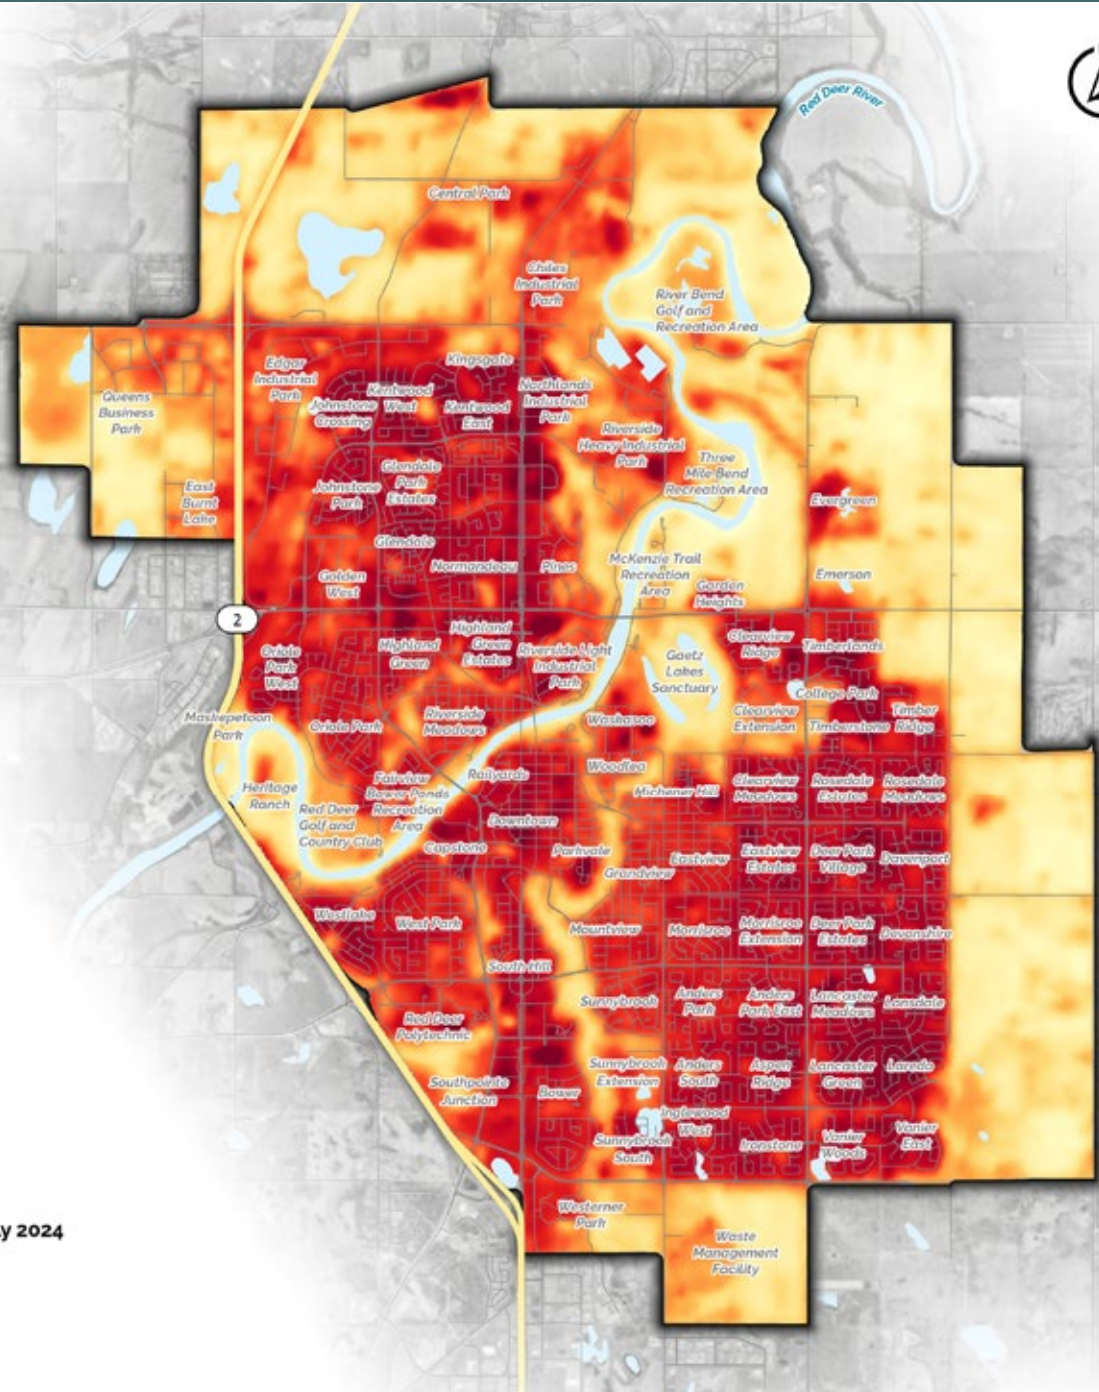 Red Deer River
Central Park
Chiles
Industrial
Park
River Bend
Golf and
Recreation Area
Edgar
Industrial
Park
Kingsgate
Queens
Business
Park
Kentwood
West
Johnstone
Crossing
Kentwood
East
Northlands
Industrial
Park
Riverside
Heavy Industrial
Park
Three
Mile Bend
Recreation Area
Glendale
Park
Estates
Johnstone
Park
East
Burnt
Lake
Evergreen
Glendale
Golden
West
Normandeau
Pines
McKenzie Trail
Recreation
Area
Garden
Heights
Emerson
2
Oriole
Park
West
Highland
Green
Highland
Green
Estates
Riverside Light
Industrial
Park
Gaetz
Lakes
Sanctuary
Clearview
Ridge
Timberlands
College Park
Clearview
Extension
Timberstone
Timber
Ridge
Maskepetoon
Park
Oriole Park
Riverside
Meadows
Waskasoo
Woodlea
Railyards
Michener Hill
Clearview
Meadows
Rosedale
Estates
Rosedale
Meadows
Heritage
Ranch
Fairview
Bower Ponds
Recreation
Area
Red Deer
Golf and
Country Club
Downtown
Capstone
Parkvale
Grandview
Eastview
Eastview
Estates
Deer Park
Village
Davenport
Westlake
West Park
Mountview
Morrisroe
Morrisroe
Extension
Deer Park
Estates
Devonshire
South Hill
Sunnybrook
Anders
Park
Anders
Park East
Lancaster
Meadows
Lonsdale
Red Deer
Polytechnic
Southpointe
Junction
Bower
Sunnybrook
Extension
Anders
South
Aspen
Ridge
Lancaster
Green
Laredo
Inglewood
West
Sunnybrook
South
Ironstone
Vanier
Woods
Vanier
East
Westerner
Park
Waste
Management
Facility
y 2024